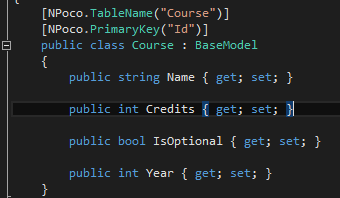 {
[NPoco.TableName("Course")]
[NPoco.PrimaryKey("Id")]
public class Course : BaseModel
{
public string Name { get; set; }
public int Credits { get; set; }
public bool IsOptional { get; set; }
public int Year { get; set; }
}